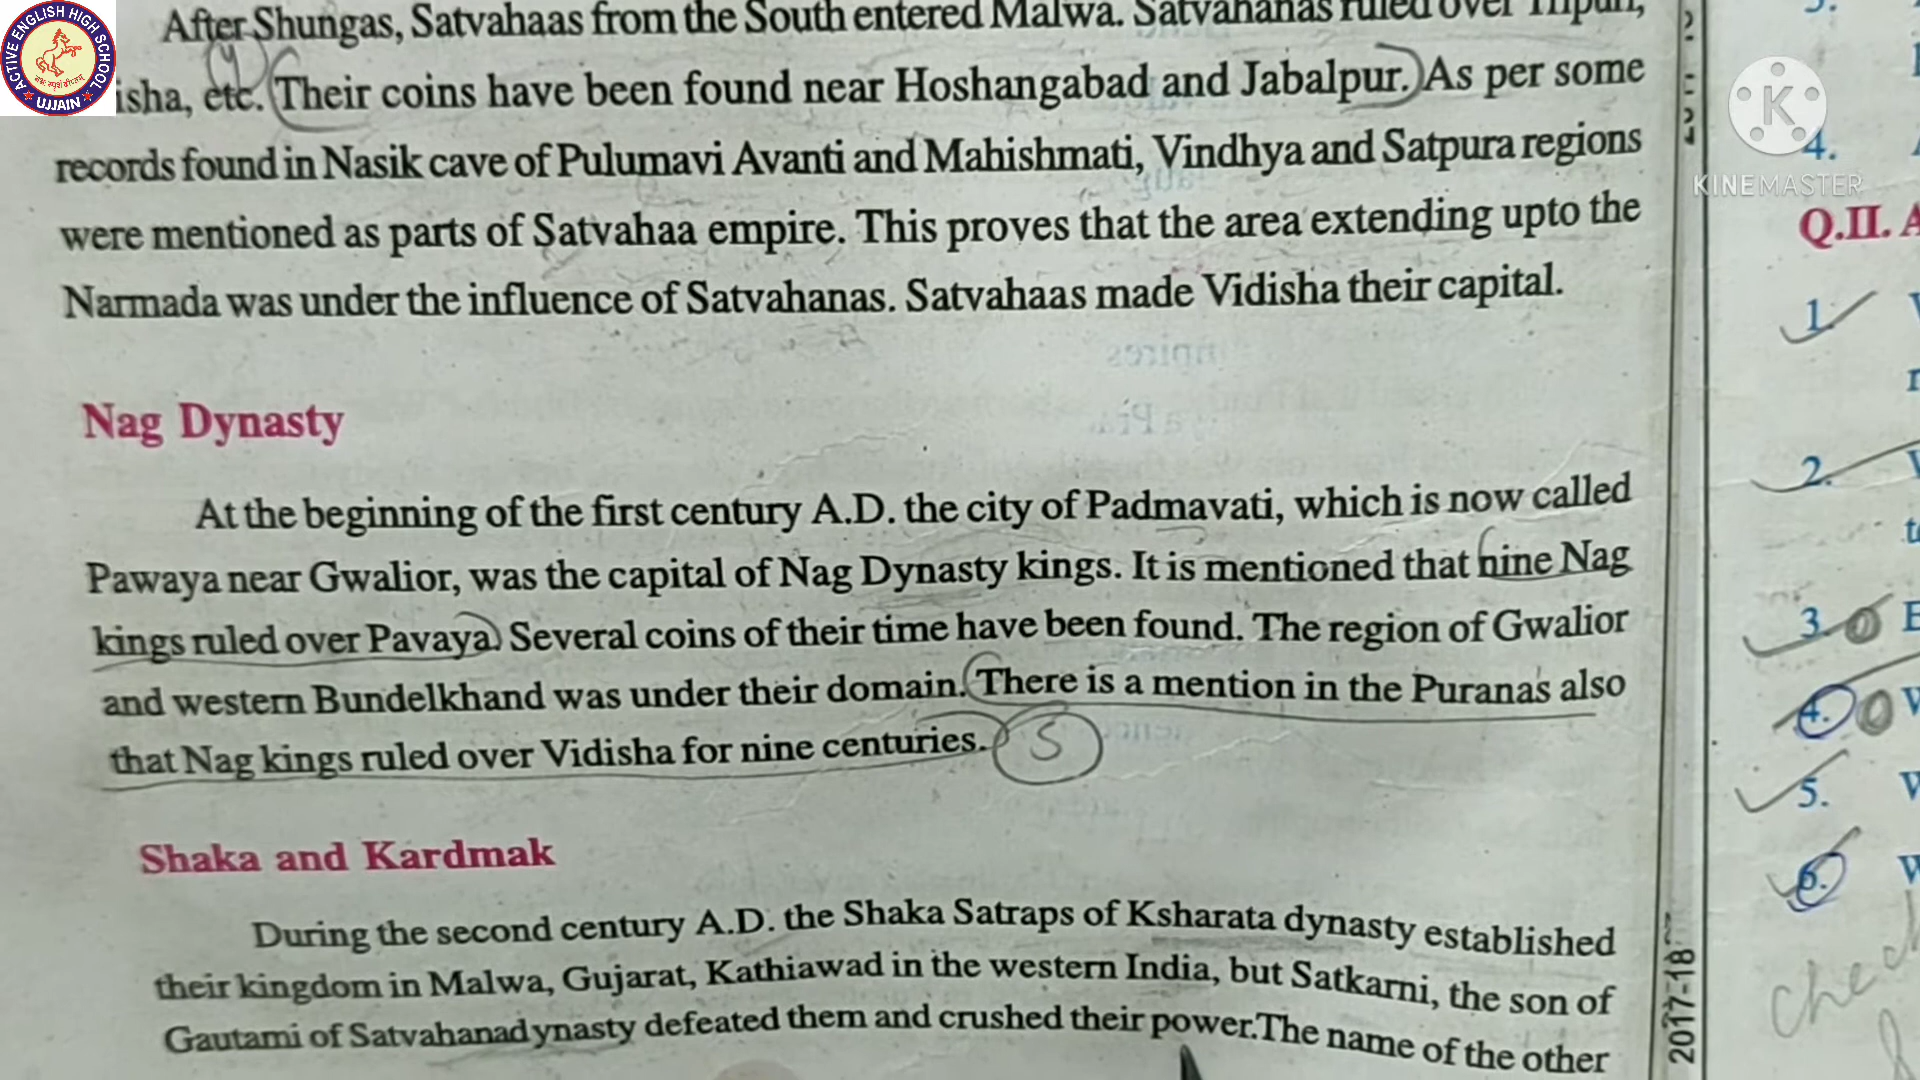 ACTIVE ENGLISH HIGH SCHOOL
UJJAIN
After Shungas, Satvahaas from the South entered Malwa. Satvahanas ruled over Tripuri,
isha, etc. Their coins have been found near Hoshangabad and Jabalpur. As per some
records found in Nasik cave of Pulumavi Avanti and Mahishmati, Vindhya and Satpura regions
were mentioned as parts of Satvahaa empire. This proves that the area extending upto the
Narmada was under the influence of Satvahanas. Satvahaas made Vidisha their capital.
Nag Dynasty
At the beginning of the first century A.D. the city of Padmavati, which is now called
Pawaya near Gwalior, was the capital of Nag Dynasty kings. It is mentioned that nine Nag
kings ruled over Pavaya. Several coins of their time have been found. The region of Gwalior
and western Bundelkhand was under their domain. There is a mention in the Puranas also
that Nag kings ruled over Vidisha for nine centuries. 5
Shaka and Kardmak
During the second century A.D. the Shaka Satraps of Ksharata dynasty established
their kingdom in Malwa, Gujarat, Kathiawad in the western India, but Satkarni, the son of
Gautami of Satvahanadynasty defeated them and crushed their power.The name of the other
2017-18
K
KINEMASTER
4.
Q.II. A
1.
2.
3.
4.
5.
6.